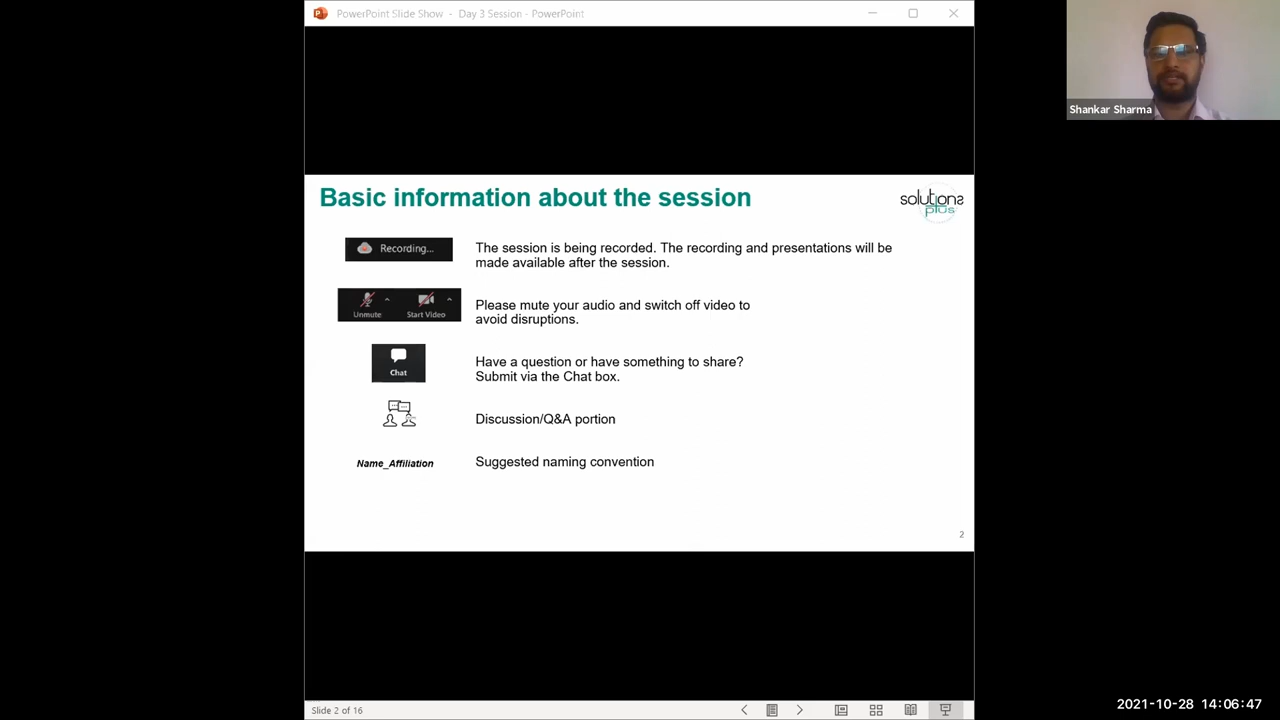 PowerPoint Slide Show - Day 3 Session - PowerPoint
Shankar Sharma
Basic information about the session
solutions
plus
Recording...
The session is being recorded. The recording and presentations will be
made available after the session.
Unmute
Start Video
Please mute your audio and switch off video to
avoid disruptions.
Chat
Have a question or have something to share?
Submit via the Chat box.
Discussion/Q&A portion
Name_Affiliation
Suggested naming convention
2
Slide 2 of 16
2021-10-28 14:06:47